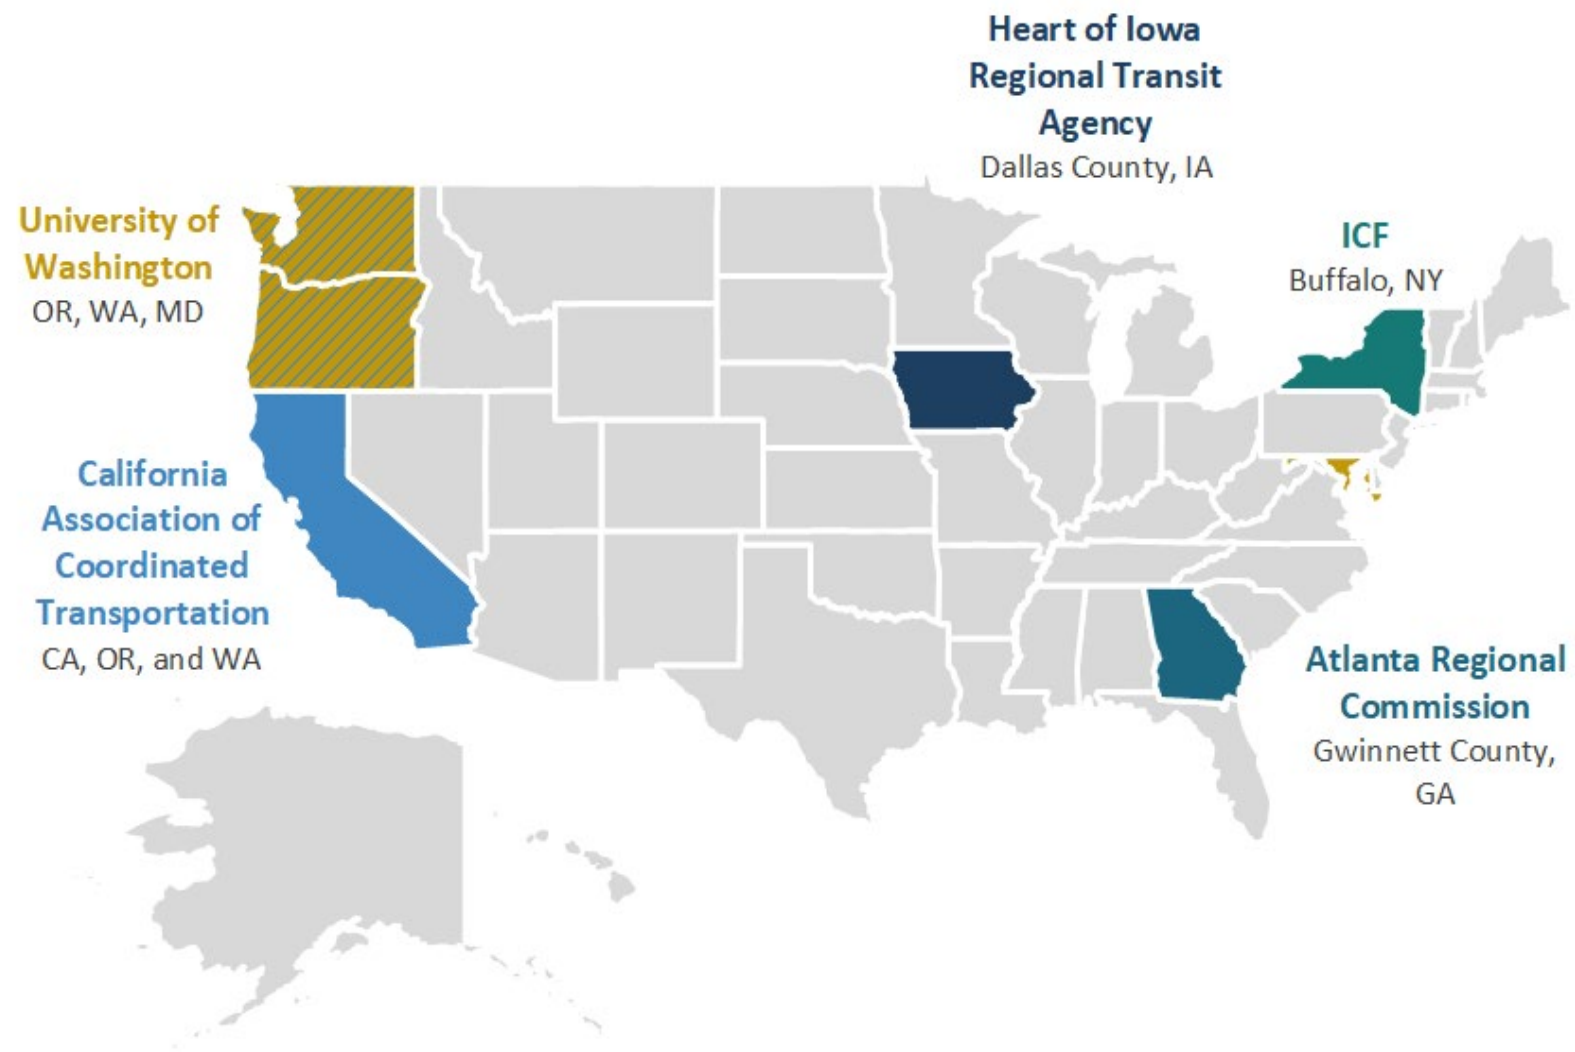 Heart of Iowa
Regional Transit
Agency
Dallas County, IA
University of
Washington
OR, WA, MD
ICF
Buffalo, NY
California
Association of
Coordinated
Transportation
CA, OR, and WA
Atlanta Regional
Commission
Gwinnett County,
GA